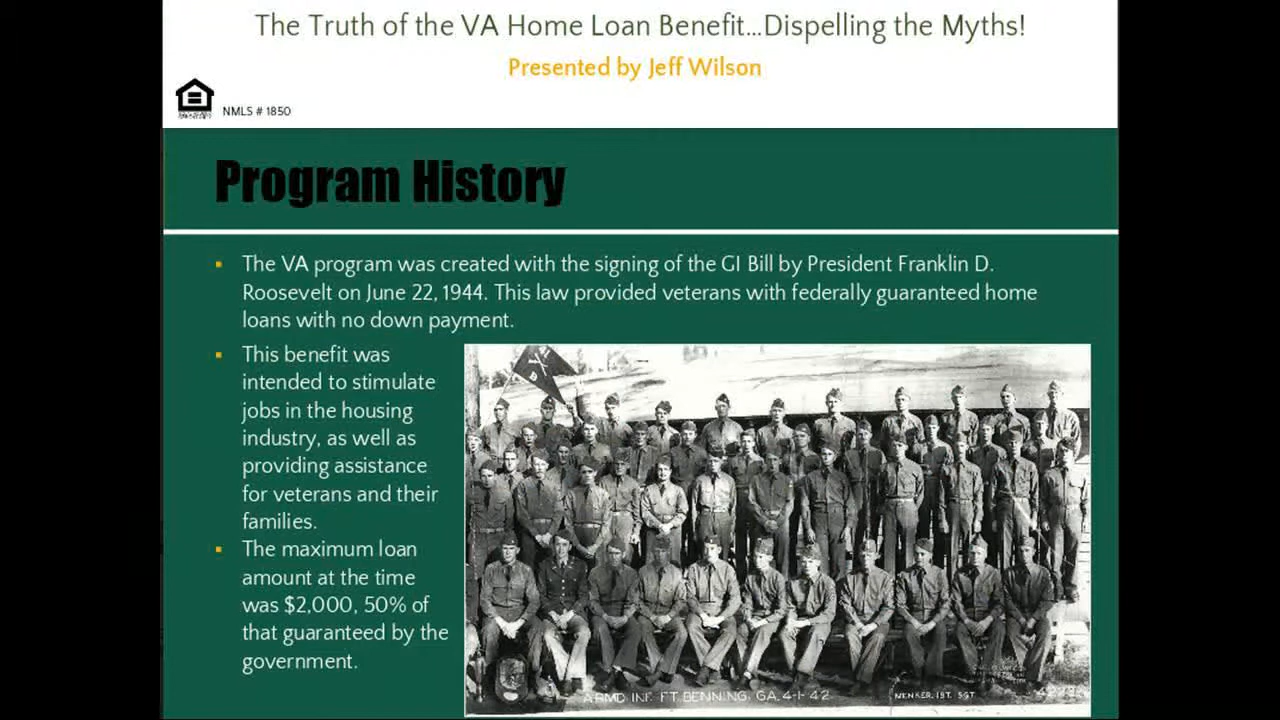 The Truth of the VA Home Loan Benefit...Dispelling the Myths!
Presented by Jeff Wilson
NMLS # 1850
Program History
The VA program was created with the signing of the GI Bill by President Franklin D.
Roosevelt on June 22, 1944. This law provided veterans with federally guaranteed home
loans with no down payment.
This benefit was
intended to stimulate
jobs in the housing
industry, as well as
providing assistance
for veterans and their
families.
The maximum loan
amount at the time
was $2,000, 50% of
that guaranteed by the
government.
ARMD. INF. FT. BENNING, GA. 4-1-42
MENKER. 1ST. SGT